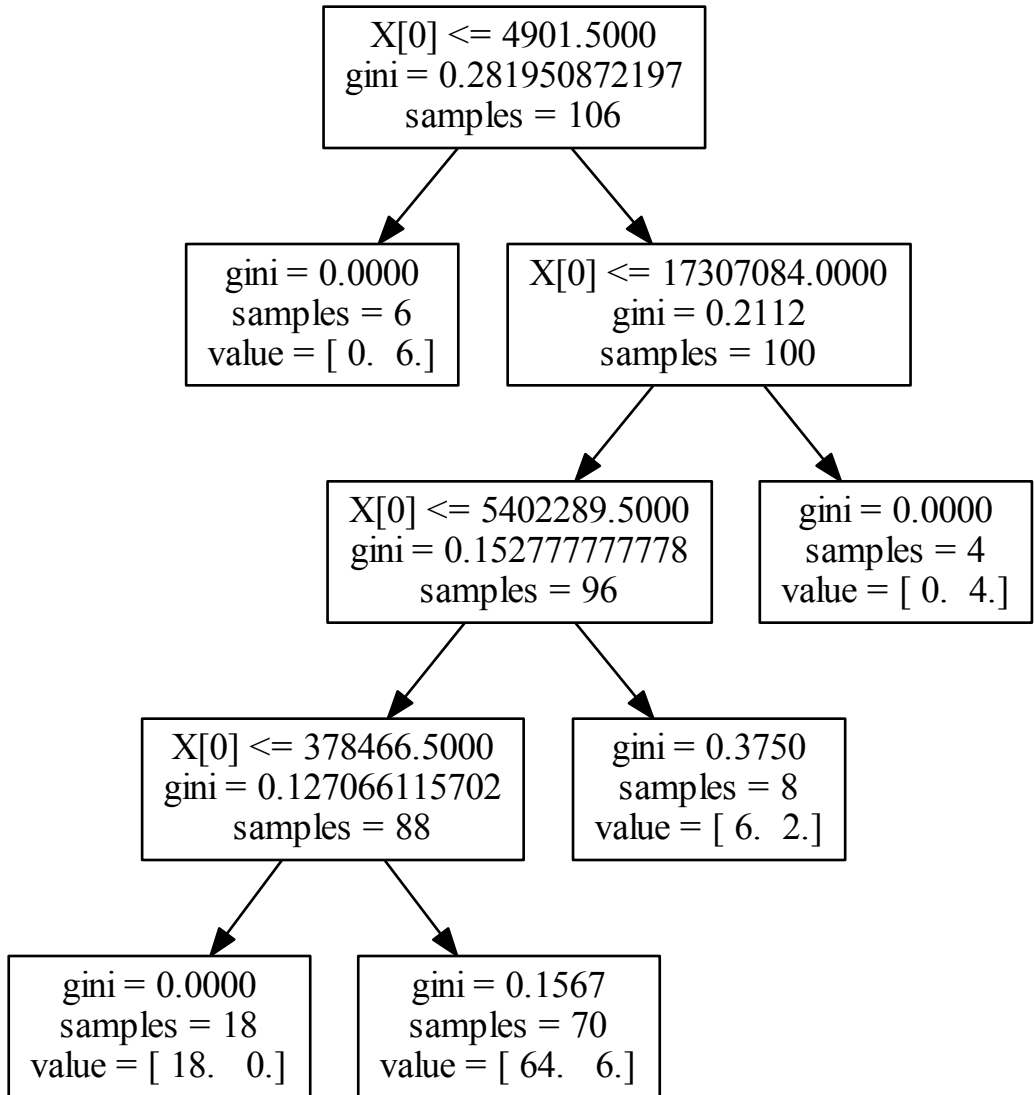 X[0] <= 4901.5000
gini = 0.281950872197
samples = 106
gini = 0.0000
samples = 6
value = [ 0.  6.]
X[0] <= 17307084.0000
gini = 0.2112
samples = 100
X[0] <= 5402289.5000
gini = 0.152777777778
samples = 96
gini = 0.0000
samples = 4
value = [ 0.  4.]
X[0] <= 378466.5000
gini = 0.127066115702
samples = 88
gini = 0.3750
samples = 8
value = [ 6.  2.]
gini = 0.0000
samples = 18
value = [ 18.   0.]
gini = 0.1567
samples = 70
value = [ 64.   6.]